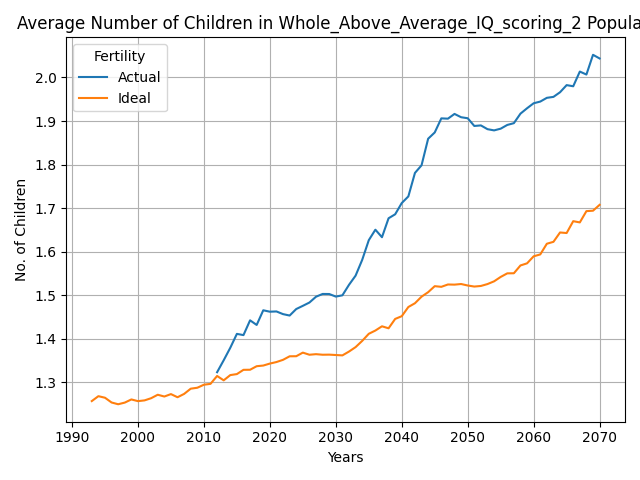 Average Number of Children in Whole_Above_Average_IQ_scoring_2 Popula
Fertility
Actual
Ideal
2.0
1.9
1.8
1.7
1.6
1.5
1.4
1.3
No. of Children
1990 2000 2010 2020 2030 2040 2050 2060 2070
Years